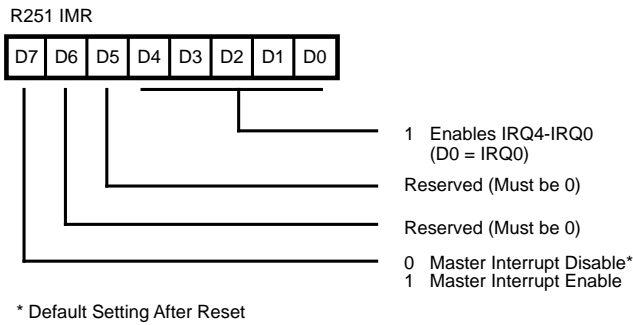 R251 IMR
D7 D6 D5 D4 D3 D2 D1 D0
1 Enables IRQ4-IRQ0
(D0 = IRQ0)
Reserved (Must be 0)
Reserved (Must be 0)
0 Master Interrupt Disable*
1 Master Interrupt Enable
* Default Setting After Reset